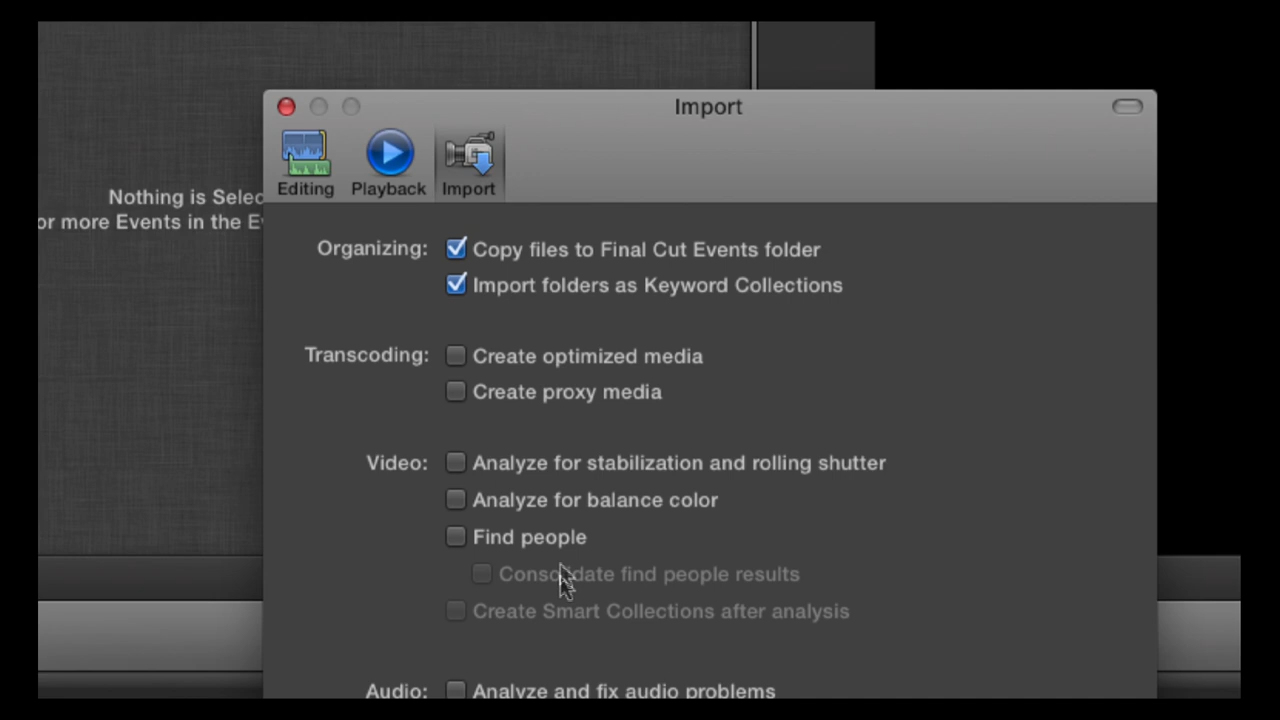 Import
Editing Playback Import
Nothing is Selec
or more Events in the E
Organizing: Copy files to Final Cut Events folder
Import folders as Keyword Collections
Transcoding: Create optimized media
Create proxy media
Video: Analyze for stabilization and rolling shutter
Analyze for balance color
Find people
Consolidate find people results
Create Smart Collections after analysis
Audio: Analyze and fix audio problems